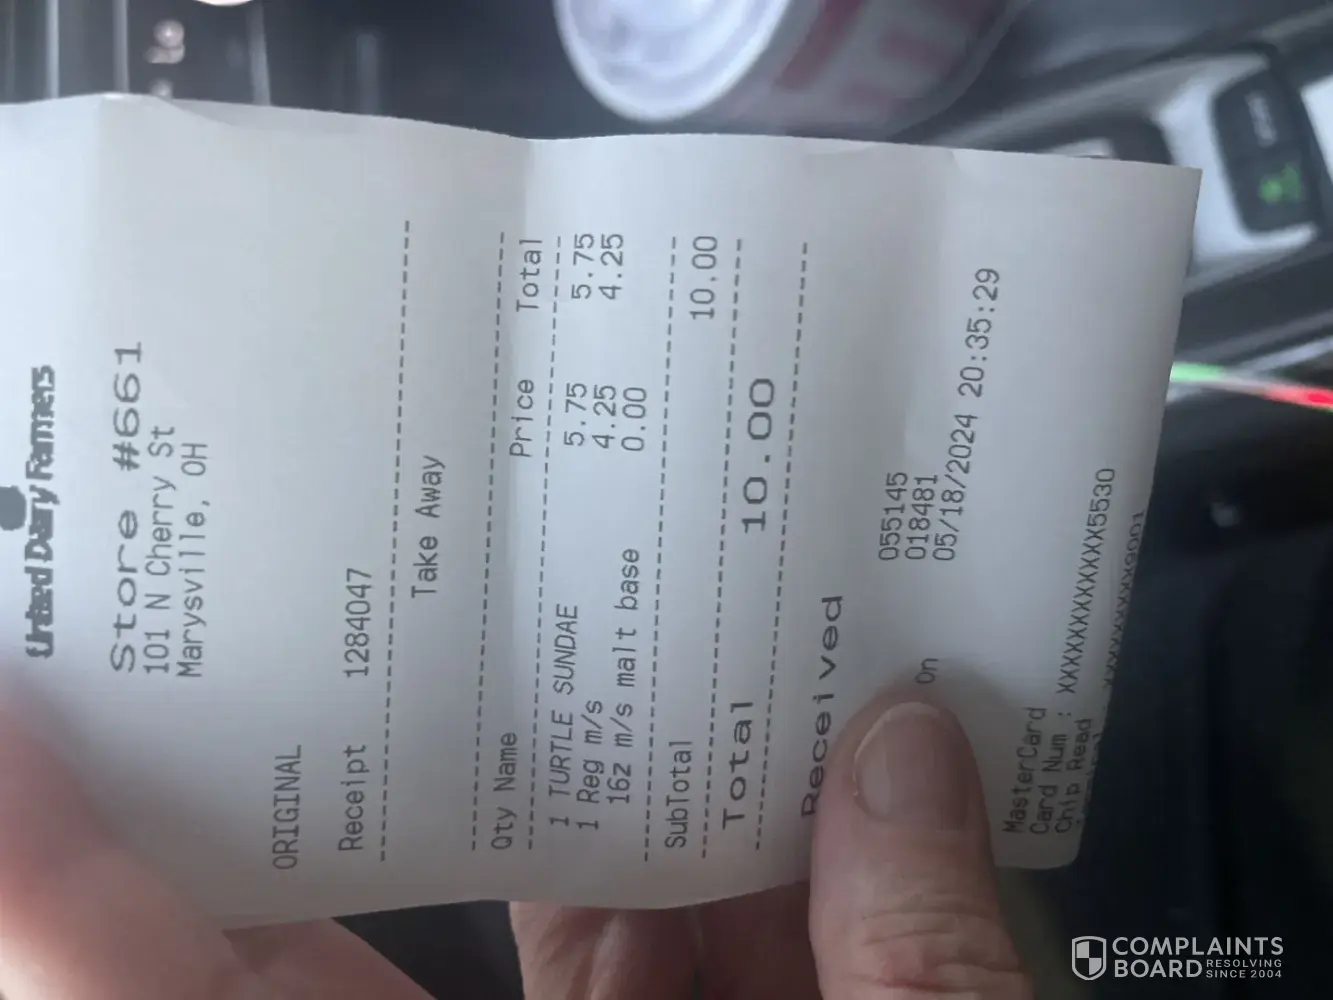 United Dairy Farmers
Store #661
101 N Cherry St
Marysville, OH
ORIGINAL
Receipt 1284047
Take Away
Qty Name Price Total
1 TURTLE SUNDAE 5.75 5.75
1 Reg m/s 4.25 4.25
16z m/s malt base 0.00
SubTotal 10.00
Total 10.00
Received
055145
On 018481
05/18/2024 20:35:29
MasterCard
Card Num : XXXXXXXXXXXX5530
Chip Read
COMPLAINTS
BOARD RESOLVING
SINCE 2004